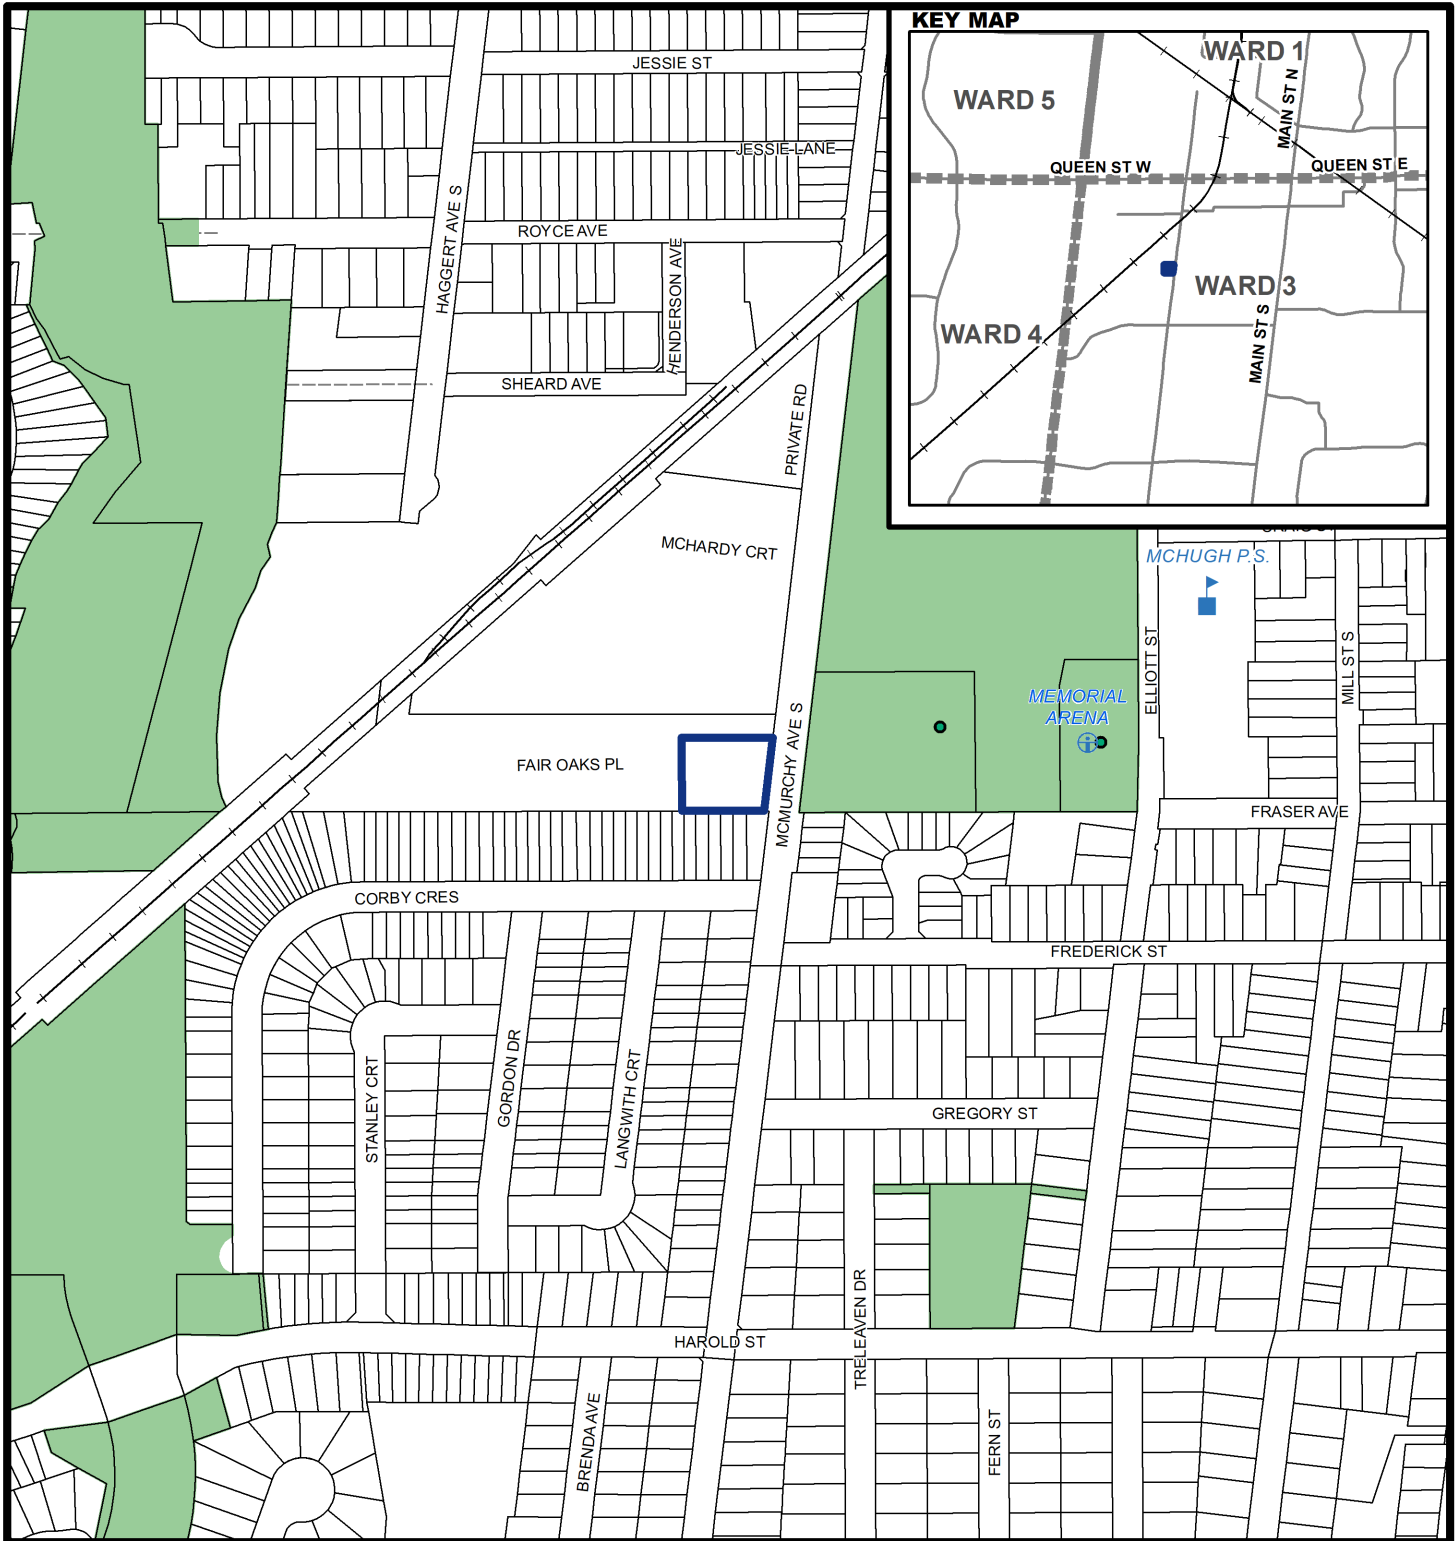 KEY MAP
WARD 1
WARD 5
MAIN ST N
QUEEN ST W
QUEEN ST E
WARD 3
WARD 4
MAIN ST S
JESSIE ST
JESSIE LANE
HAGGERT AVE S
ROYCE AVE
HENDERSON AVE
SHEARD AVE
PRIVATE RD
MCHARDY CRT
MCHUGH P.S.
ELLIOTT ST
MILL ST S
MEMORIAL
ARENA
MCMURCHY AVE S
FAIR OAKS PL
FRASER AVE
CORBY CRES
FREDERICK ST
STANLEY CRT
GORDON DR
LANGWITH CRT
GREGORY ST
TRELEAVEN DR
HAROLD ST
BRENDA AVE
FERN ST